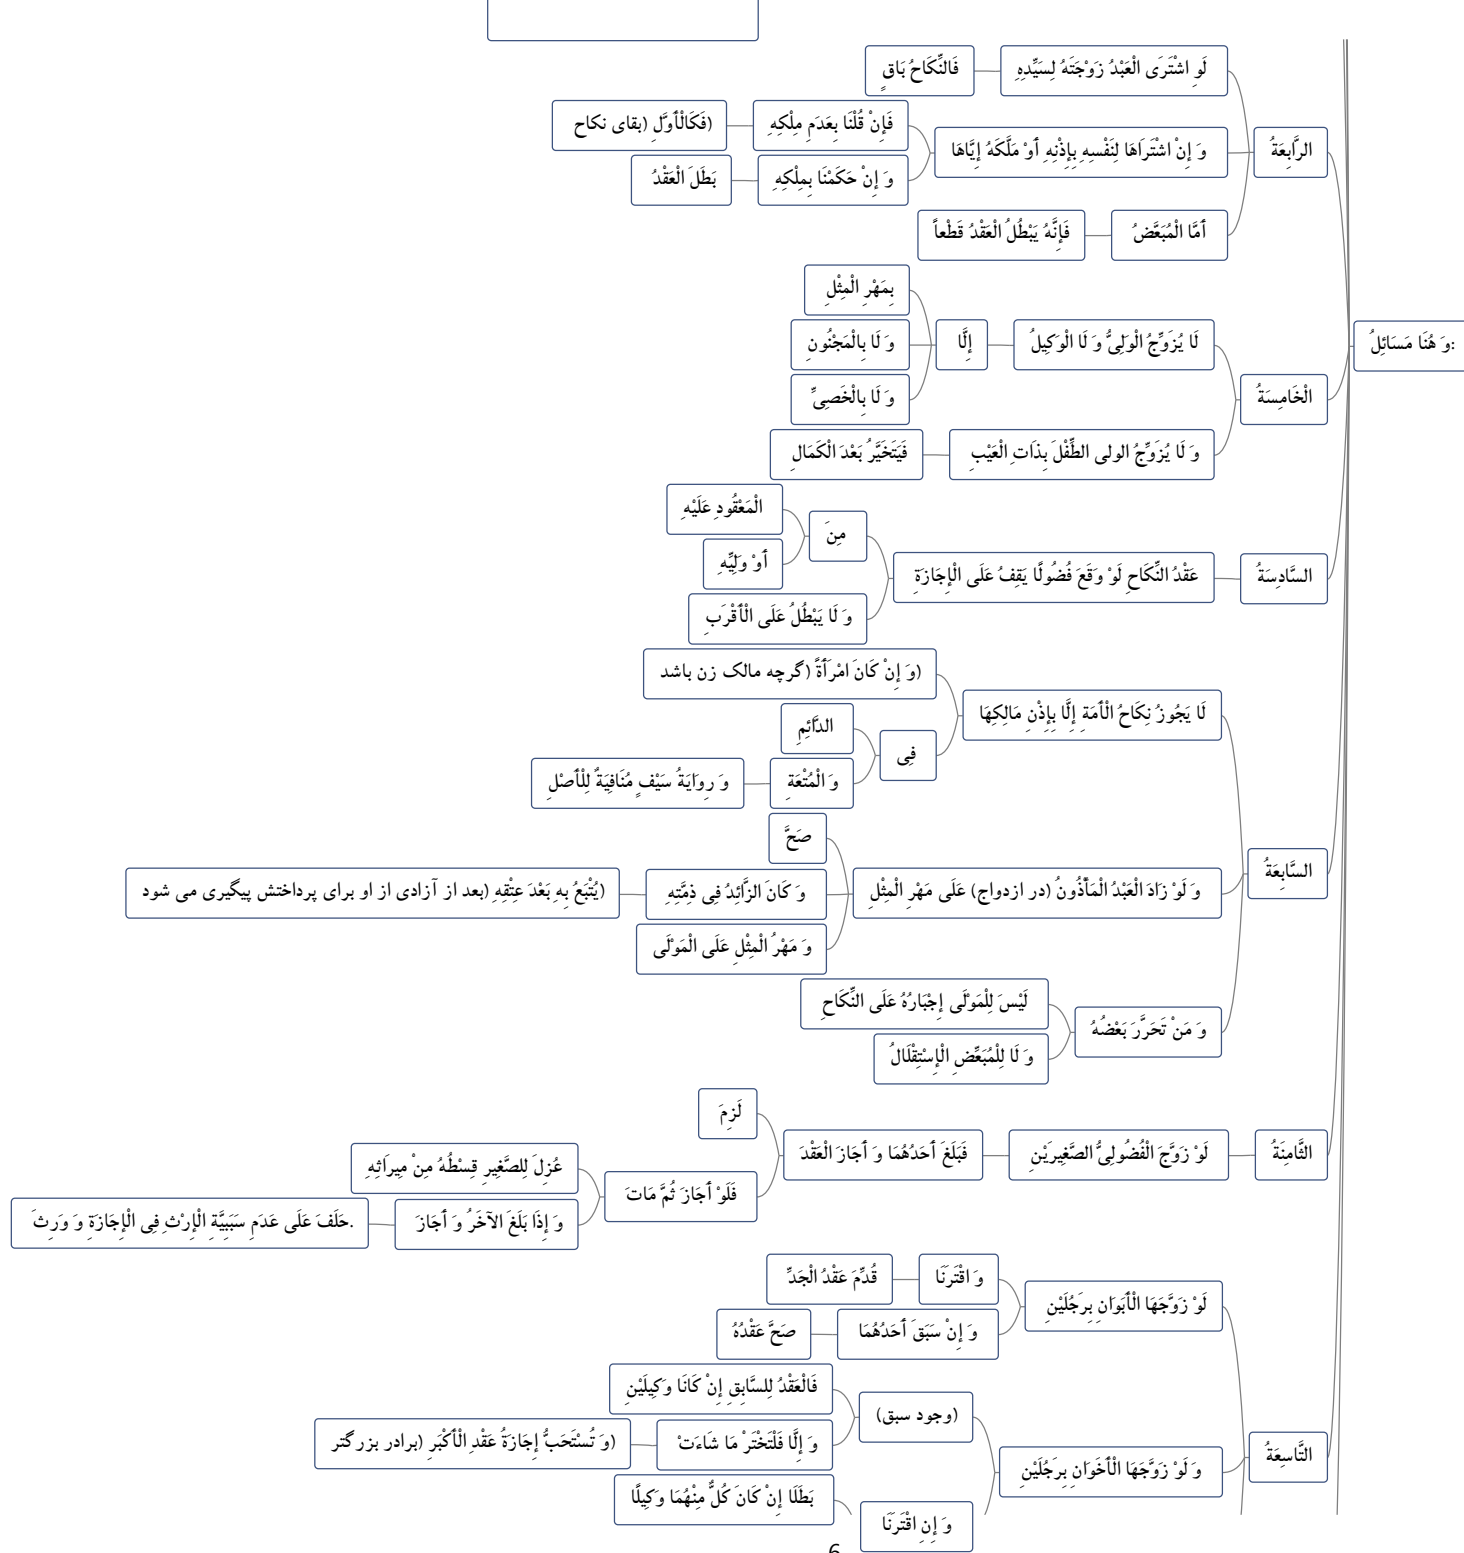 وَ هُنَا مَسَائِلُ:
الرَّابِعَةُ
لَوِ اشْتَرَى الْعَبْدُ زَوْجَتَهُ لِسَيِّدِهِ
فَالنِّكَاحُ بَاقٍ
وَ إِنْ اشْتَرَاهَا لِنَفْسِهِ بِإِذْنِهِ أَوْ مَلَّكَهُ إِيَّاهَا
فَإِنْ قُلْنَا بِعَدَمِ مِلْكِهِ
فَكَالْأَوَّلِ (بقای نکاح)
وَ إِنْ حَكَمْنَا بِمِلْكِهِ
بَطَلَ الْعَقْدُ
أَمَّا الْمُبَعَّضُ
فَإِنَّهُ يَبْطُلُ الْعَقْدُ قَطْعاً
الْخَامِسَةُ
لَا يُزَوِّجُ الْوَلِیُّ وَ لَا الْوَكِيلُ
إِلَّا
بِمَهْرِ الْمِثْلِ
وَ لَا بِالْمَجْنُونِ
وَ لَا بِالْخَصِیِّ
وَ لَا يُزَوِّجُ الولی الطِّفْلَ بِذَاتِ الْعَيْبِ
فَيَتَخَيَّرُ بَعْدَ الْكَمَالِ
السَّادِسَةُ
عَقْدُ النِّكَاحِ لَوْ وَقَعَ فُضُولًا يَقِفُ عَلَى الْإِجَازَةِ
مِنَ
الْمَعْقُودِ عَلَيْهِ
أَوْ وَلِيِّهِ
وَ لَا يَبْطُلُ عَلَى الْأَقْرَبِ
السَّابِعَةُ
لَا يَجُوزُ نِكَاحُ الْأَمَةِ إِلَّا بِإِذْنِ مَالِكِهَا
وَ إِنْ كَانَ امْرَأَةً (گرچه مالک زن باشد)
فِی
الدَّائِمِ
وَ الْمُتْعَةِ
وَ رِوَايَةُ سَيْفٍ مُنَافِيَةٌ لِلْأَصْلِ
وَ لَوْ زَادَ الْعَبْدُ الْمَأْذُونُ (در ازدواج) عَلَى مَهْرِ الْمِثْلِ
صَحَّ
وَ كَانَ الزَّائِدُ فِی ذِمَّتِهِ
يُتْبَعُ بِهِ بَعْدَ عِتْقِهِ (بعد از آزادی از او برای پرداختش پیگیری می شود)
وَ مَهْرُ الْمِثْلِ عَلَى الْمَوْلَى
وَ مَنْ تَحَرَّرَ بَعْضُهُ
لَيْسَ لِلْمَوْلَى إِجْبَارُهُ عَلَى النِّكَاحِ
وَ لَا لِلْمُبَعَّضِ الْإِسْتِقْلَالُ
الثَّامِنَةُ
لَوْ زَوَّجَ الْفُضُولِیُّ الصَّغِيرَيْنِ
فَبَلَغَ أَحَدُهُمَا وَ أَجَازَ الْعَقْدَ
لَزِمَ
فَلَوْ أَجَازَ ثُمَّ مَاتَ
عُزِلَ لِلصَّغِيرِ قِسْطُهُ مِنْ مِيرَاثِهِ
وَ إِذَا بَلَغَ الآخَرُ وَ أَجَازَ
حَلَفَ عَلَى عَدَمِ سَبَبِيَّةِ الْإِرْثِ فِی الْإِجَازَةِ وَ وَرِثَ.
التَّاسِعَةُ
لَوْ زَوَّجَهَا الْأَبَوَانِ بِرَجُلَيْنِ
وَ اقْتَرَنَا
قُدِّمَ عَقْدُ الْجَدِّ
وَ إِنْ سَبَقَ أَحَدُهُمَا
صَحَّ عَقْدُهُ
وَ لَوْ زَوَّجَهَا الْأَخَوَانِ بِرَجُلَيْنِ
(وجود سبق)
فَالْعَقْدُ لِلسَّابِقِ إِنْ كَانَا وَكِيلَيْنِ
وَ إِلَّا فَلْتَخْتَرْ مَا شَاءَتْ
وَ تُسْتَحَبُّ إِجَازَةُ عَقْدِ الْأَكْبَرِ (برادر بزرگتر)
وَ إِنِ اقْتَرَنَا
بَطَلَا إِنْ كَانَ كُلٌّ مِنْهُمَا وَكِيلًا
6